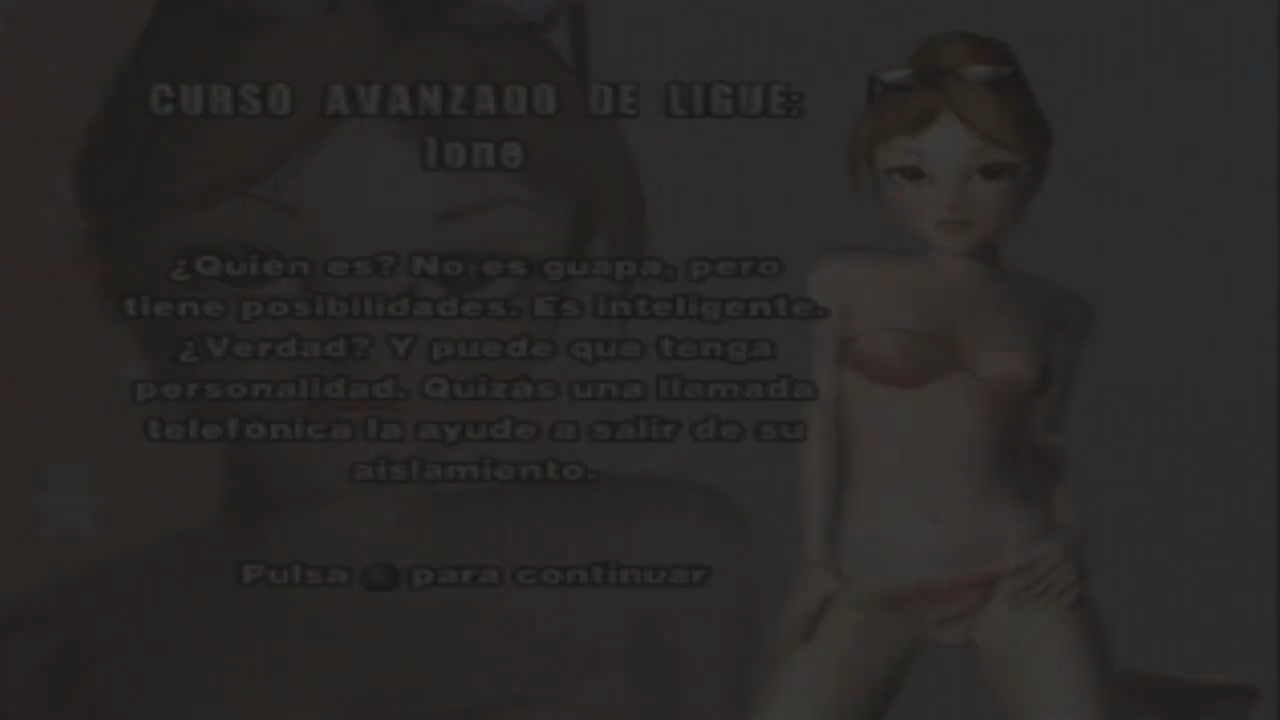 CURSO AVANZADO DE LIGUE:
Ione
¿Quién es? No es guapa, pero
tiene posibilidades. Es inteligente.
¿Verdad? Y puede que tenga
personalidad. Quizás una llamada
telefónica la ayude a salir de su
aislamiento.
Pulsa para continuar